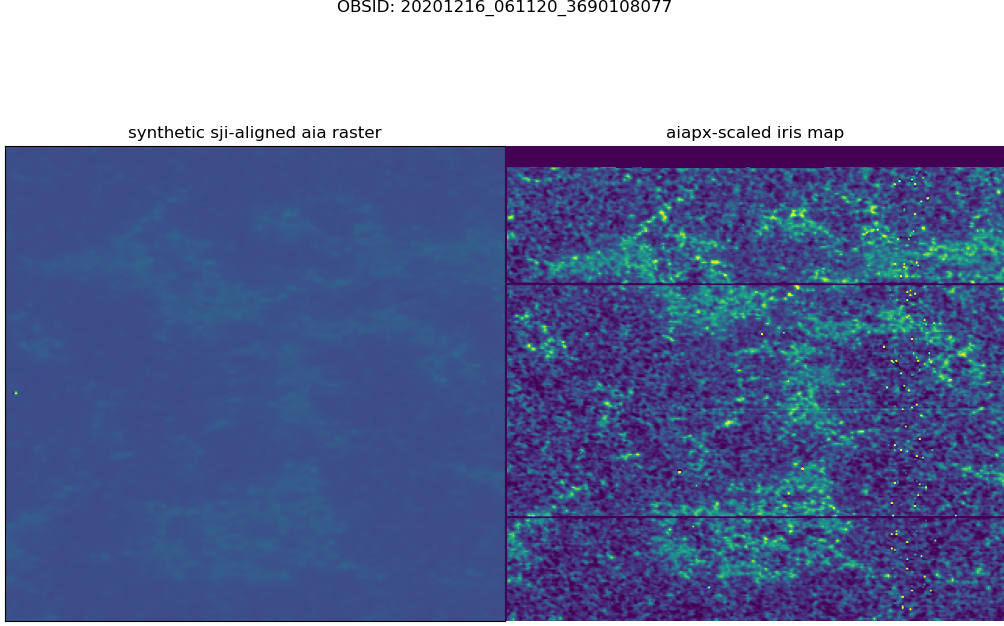 OBSID: 20201216_061120_3690108077
synthetic sji-aligned aia raster
aiapx-scaled iris map